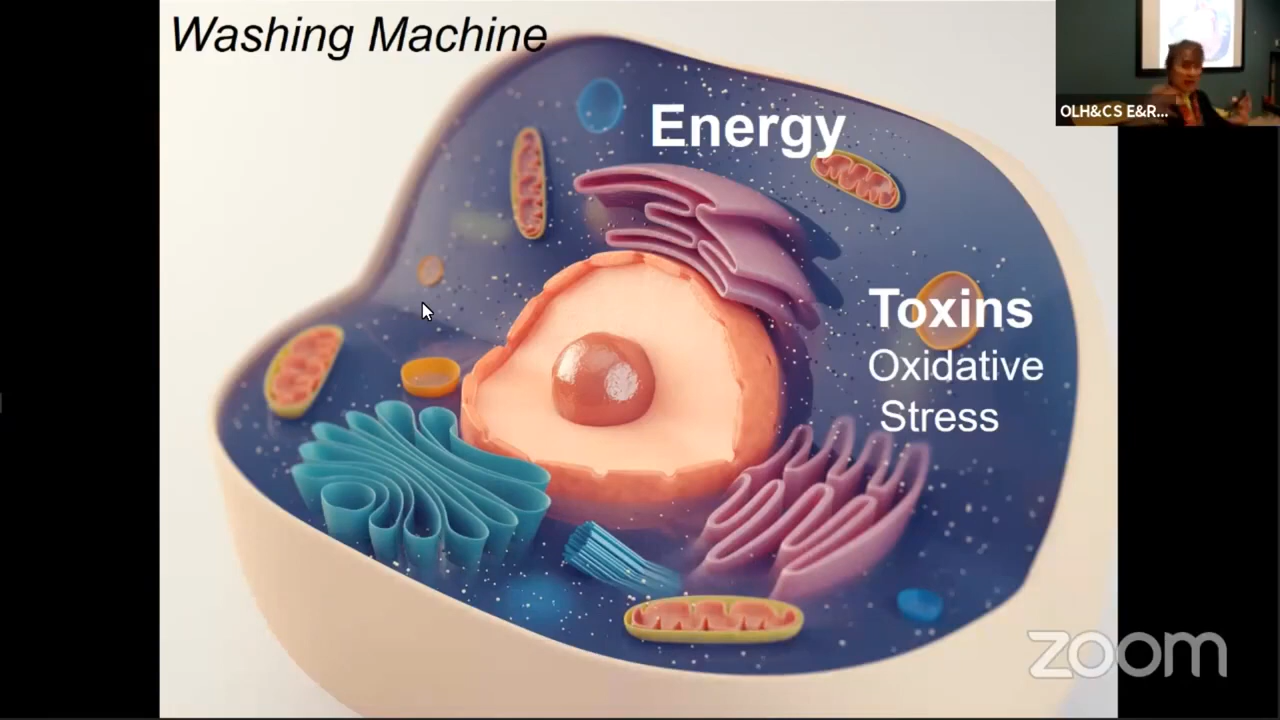 Washing Machine
OLH&CS E&R...
Energy
Toxins
Oxidative
Stress
zoom